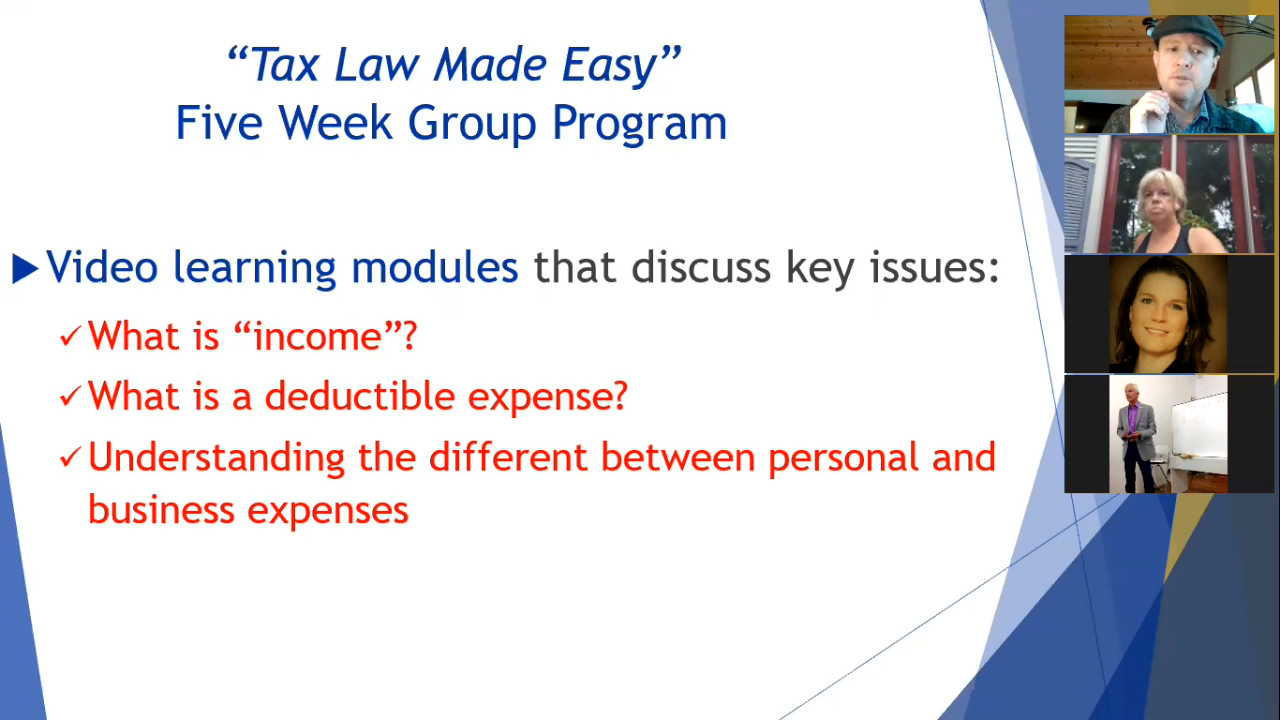 “Tax Law Made Easy”
Five Week Group Program
Video learning modules that discuss key issues:
What is “income”?
What is a deductible expense?
Understanding the different between personal and
business expenses